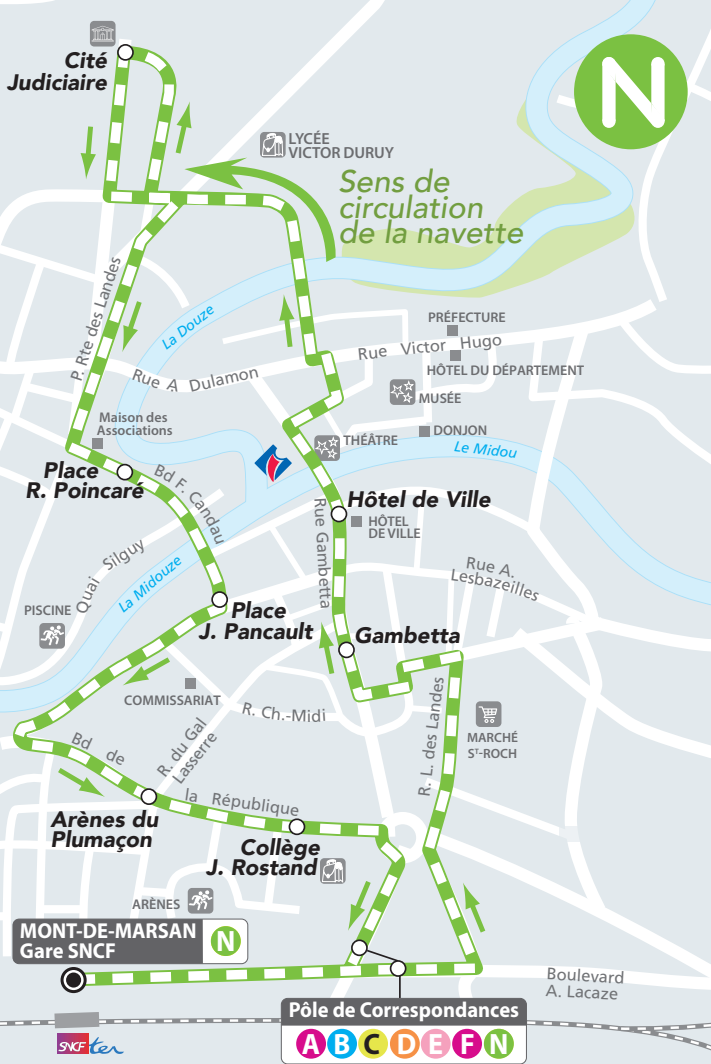 N
Cité
Judiciaire
LYCÉE
VICTOR DURUY
Sens de
circulation
de la navette
P. Rte des Landes
La Douze
PRÉFECTURE
Rue Victor Hugo
HÔTEL DU DÉPARTEMENT
Rue A. Dulamon
MUSÉE
Maison des
Associations
THÉÂTRE
DONJON
Le Midou
Place
R. Poincaré
Bd F. Candau
Hôtel de Ville
HÔTEL
DE VILLE
Rue Gambetta
Quai Silguy
La Midouze
Rue A.
Lesbazeilles
PISCINE
Place
J. Pancault
Gambetta
COMMISSARIAT
R. Ch.-Midi
R. du Gal
Lasserre
R. L. des Landes
MARCHÉ
ST-ROCH
Bd de la République
Arènes du
Plumaçon
Collège
J. Rostand
ARÈNES
MONT-DE-MARSAN
Gare SNCF
N
Boulevard
A. Lacaze
Pôle de Correspondances
A B C D E F N
SNCF ter